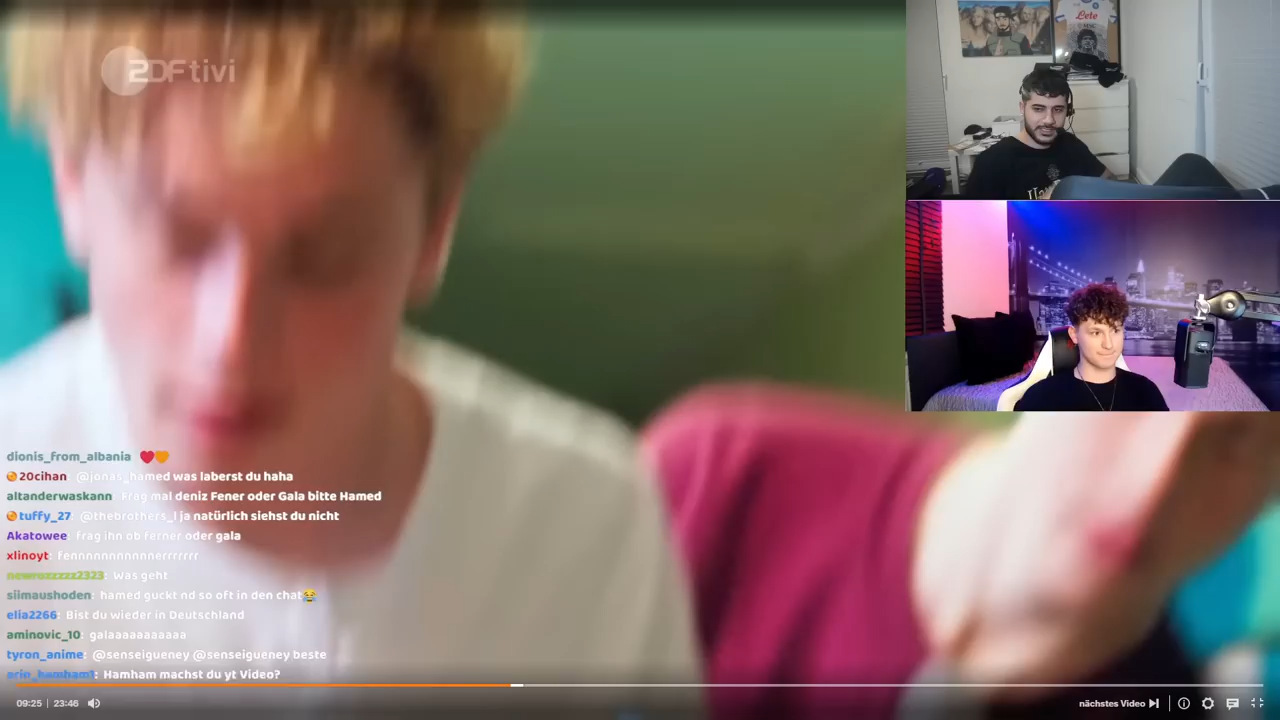 ZDFtivi
Lete
dionis_from_albania
20cihan: @jonas_hamed was laberst du haha
altanderwaskann: Frag mal deniz Fener oder Gala bitte Hamed
tuffy_27: @thebrothers_l ja natürlich siehst du nicht
Akatowee: frag ihn ob ferner oder gala
xlinoyt: fennnnnnnnnnerrrrrr
: Was geht
siimaushoden: hamed guckt nd so oft in den chat😂
elia2266: Bist du wieder in Deutschland
aminovic_10: galaaaaaaaaaa
tyron_anime: @senseigueney @senseigueney beste
: Hamham machst du yt Video?
09:25 | 23:46
nächstes Video